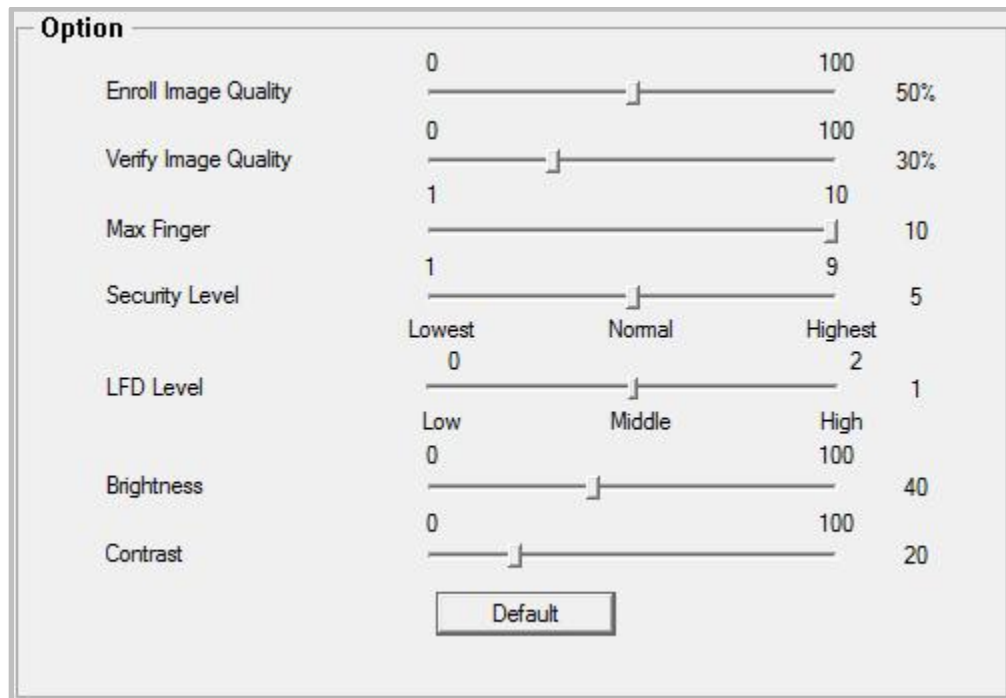 Option
0 100
Enroll Image Quality 50%
0 100
Verify Image Quality 30%
1 10
Max Finger 10
1 9
Security Level 5
Lowest Normal Highest
0 2
LFD Level 1
Low Middle High
0 100
Brightness 40
0 100
Contrast 20
Default